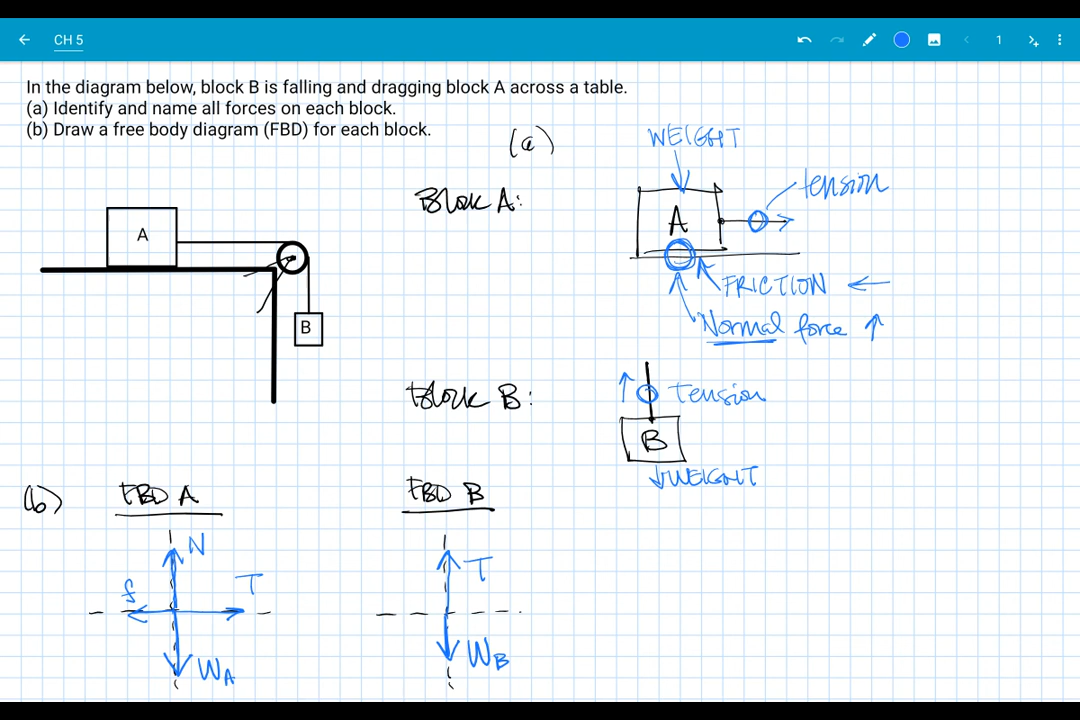 CH 5
1
In the diagram below, block B is falling and dragging block A across a table.
(a) Identify and name all forces on each block.
(b) Draw a free body diagram (FBD) for each block.
(a)
WEIGHT
Block A:
tension
A
A
FRICTION ←
Normal force ↑
B
Block B:
↑ Tension
B
↓WEIGHT
(b)
FBD A
FBD B
N
f
T
WA
T
WB